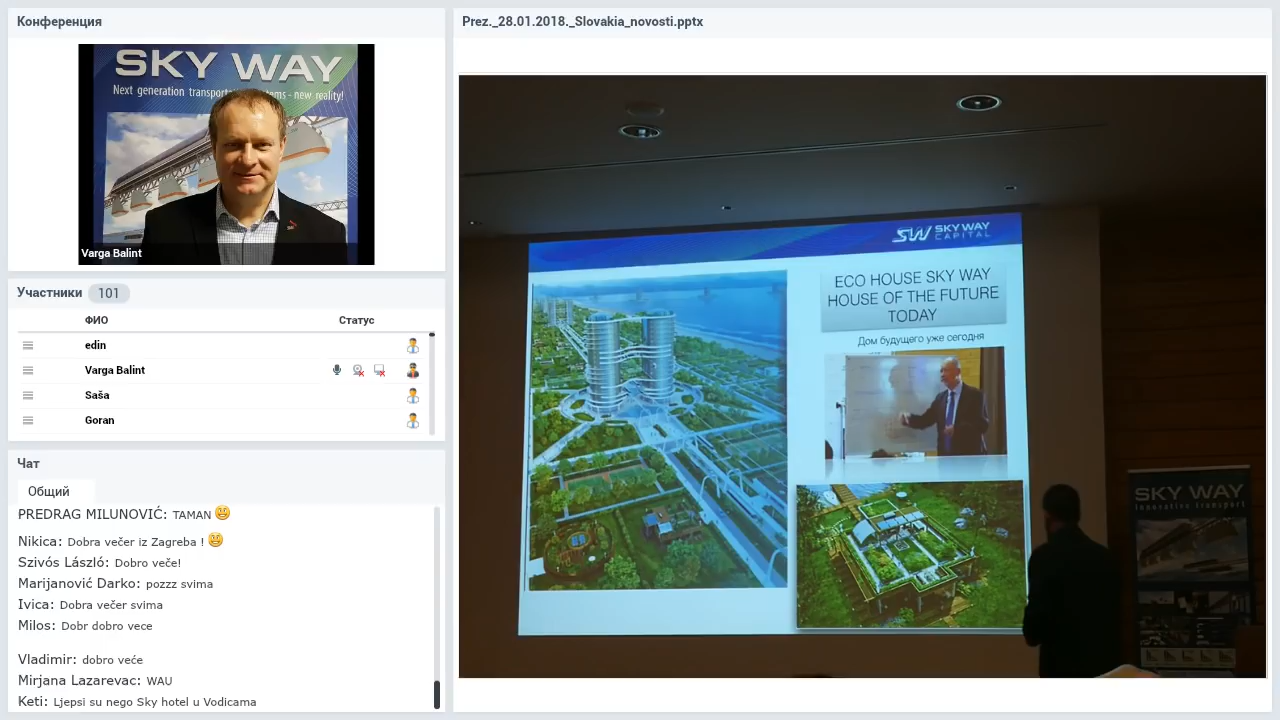 Конференция
SKY WAY
Next generation
new reality!
Varga Balint
Участники 101
ФИО Статус
edin
Varga Balint
Saša
Goran
Чат
Общий
PREDRAG MILUNOVIĆ: TAMAN
Nikica: Dobra večer iz Zagreba !
Szivós László: Dobro veče!
Marijanović Darko: pozzz svima
Ivica: Dobra večer svima
Milos: Dobr dobro vece
Vladimir: dobro veće
Mirjana Lazarevac: WAU
Keti: Ljepsi su nego Sky hotel u Vodicama
Prez._28.01.2018._Slovakia_novosti.pptx
SW SKY WAY
CAPITAL
ECO HOUSE SKY WAY
HOUSE OF THE FUTURE
TODAY
Дом будущего уже сегодня
SKY WAY
Innovative transport